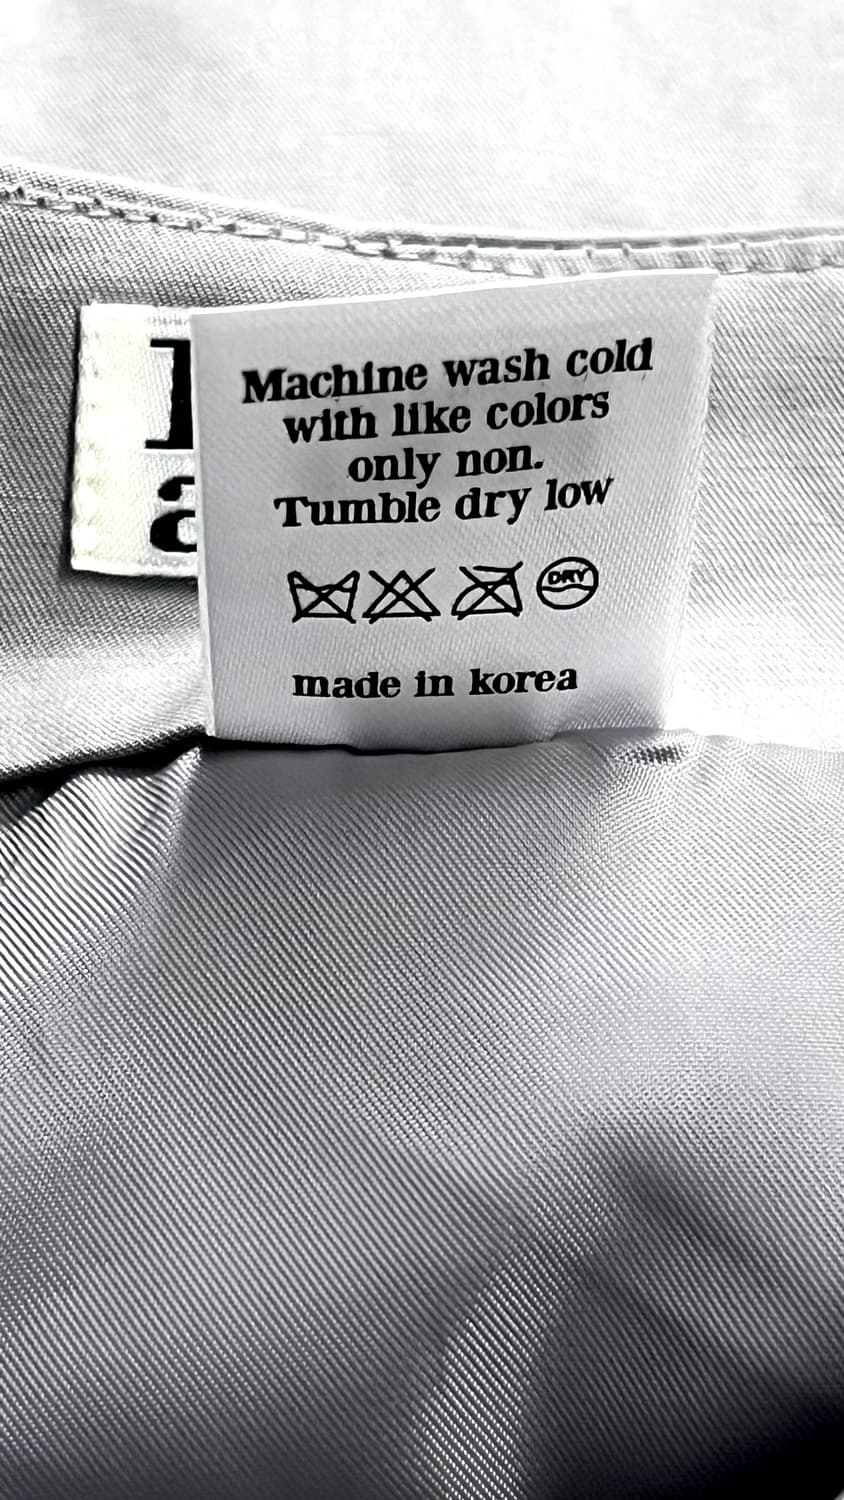 Machine wash cold
with like colors
only non.
Tumble dry low
DRY
made in korea